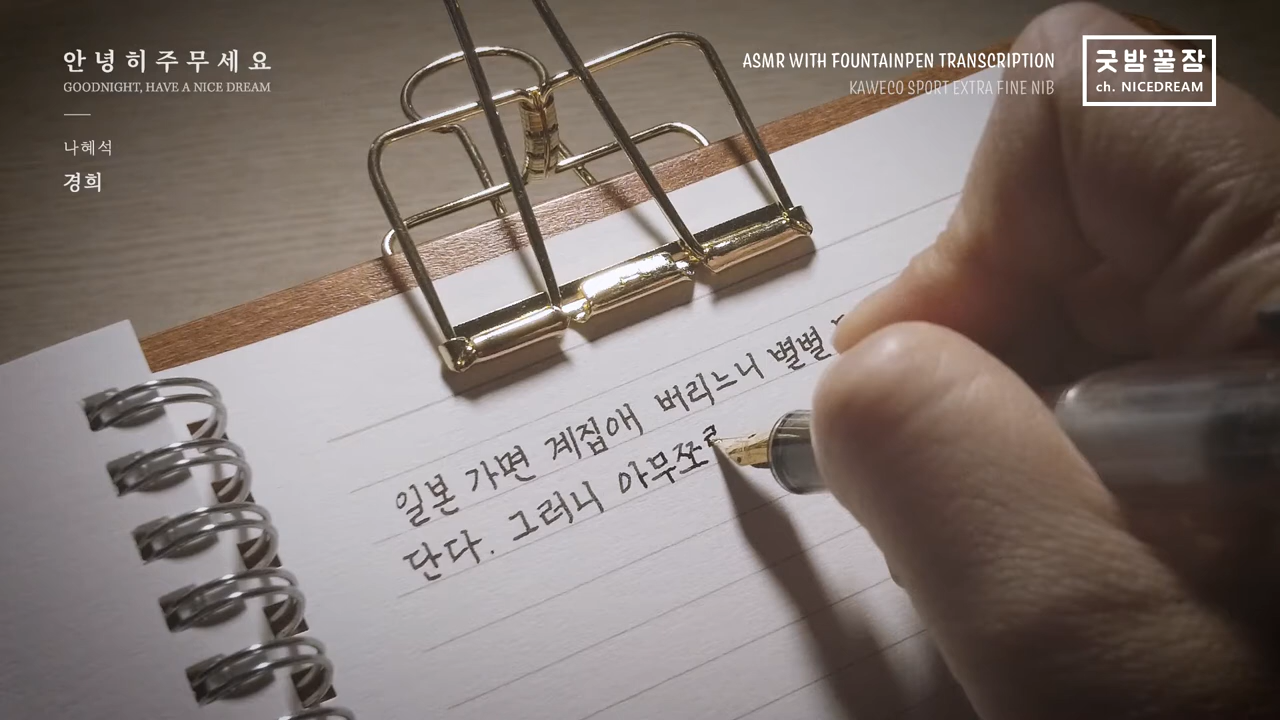 안녕히주무세요
GOODNIGHT, HAVE A NICE DREAM
나혜석
경희
ASMR WITH FOUNTAINPEN TRANSCRIPTION
KAWECO SPORT EXTRA FINE NIB
굿밤꿀잠
ch. NICEDREAM
일본 가면 계집애 버리느니 별별
단다. 그러니 아무쪼